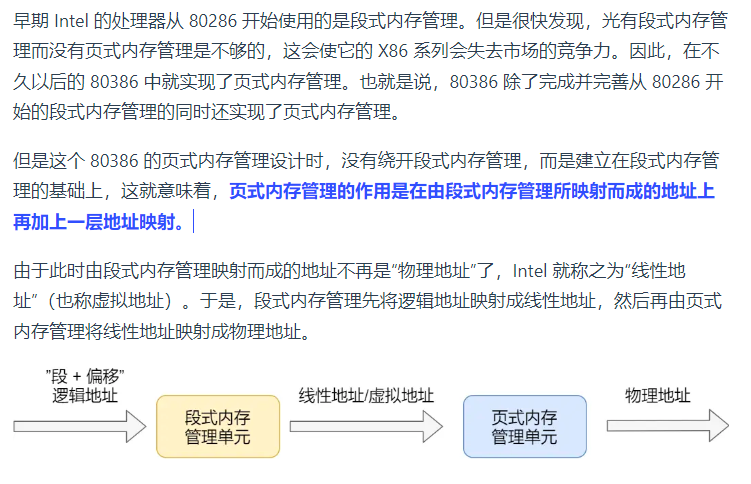 早期 Intel 的处理器从 80286 开始使用的是段式内存管理。但是很快发现，光有段式内存管
理而没有页式内存管理是不够的，这会使它的 X86 系列会失去市场的竞争力。因此，在不
久以后的 80386 中就实现了页式内存管理。也就是说，80386 除了完成并完善从 80286 开
始的段式内存管理的同时还实现了页式内存管理。
但是这个 80386 的页式内存管理设计时，没有绕开段式内存管理，而是建立在段式内存管
理的基础上，这就意味着，页式内存管理的作用是在由段式内存管理所映射而成的地址上
再加上一层地址映射。
由于此时由段式内存管理映射而成的地址不再是“物理地址”了，Intel 就称之为“线性地
址”（也称虚拟地址）。于是，段式内存管理先将逻辑地址映射成线性地址，然后再由页式
内存管理将线性地址映射成物理地址。
”段 + 偏移”
逻辑地址
段式内存
管理单元
线性地址/虚拟地址
页式内存
管理单元
物理地址